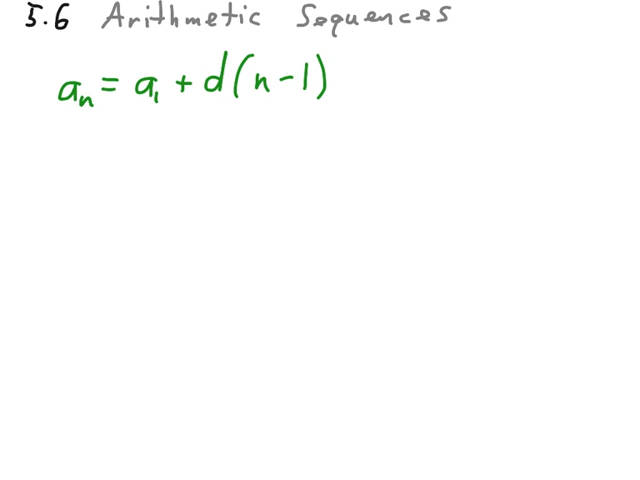 5.6 Arithmetic Sequences
aₙ = a₁ + d(n-1)